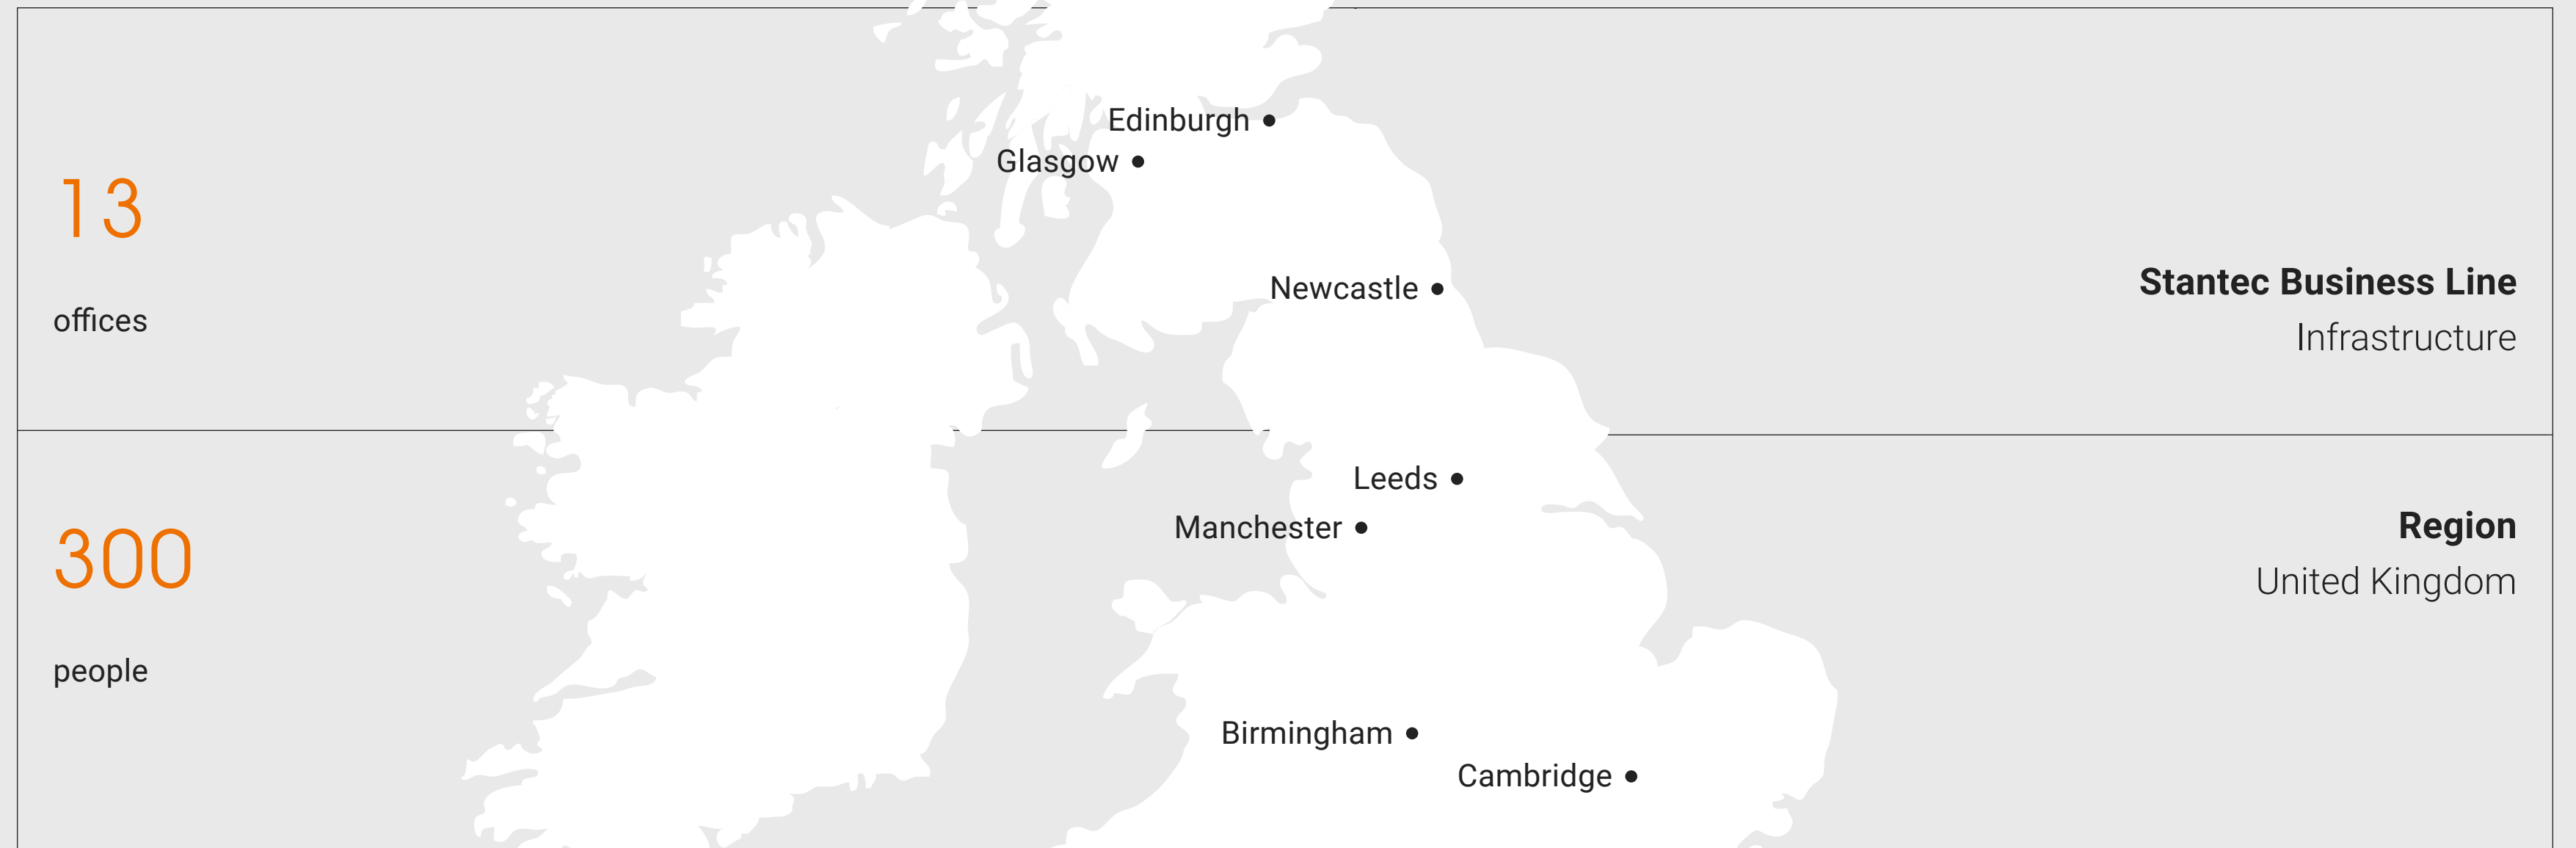 13
offices
300
people
Edinburgh
Glasgow
Newcastle
Leeds
Manchester
Birmingham
Cambridge
Stantec Business Line
Infrastructure
Region
United Kingdom